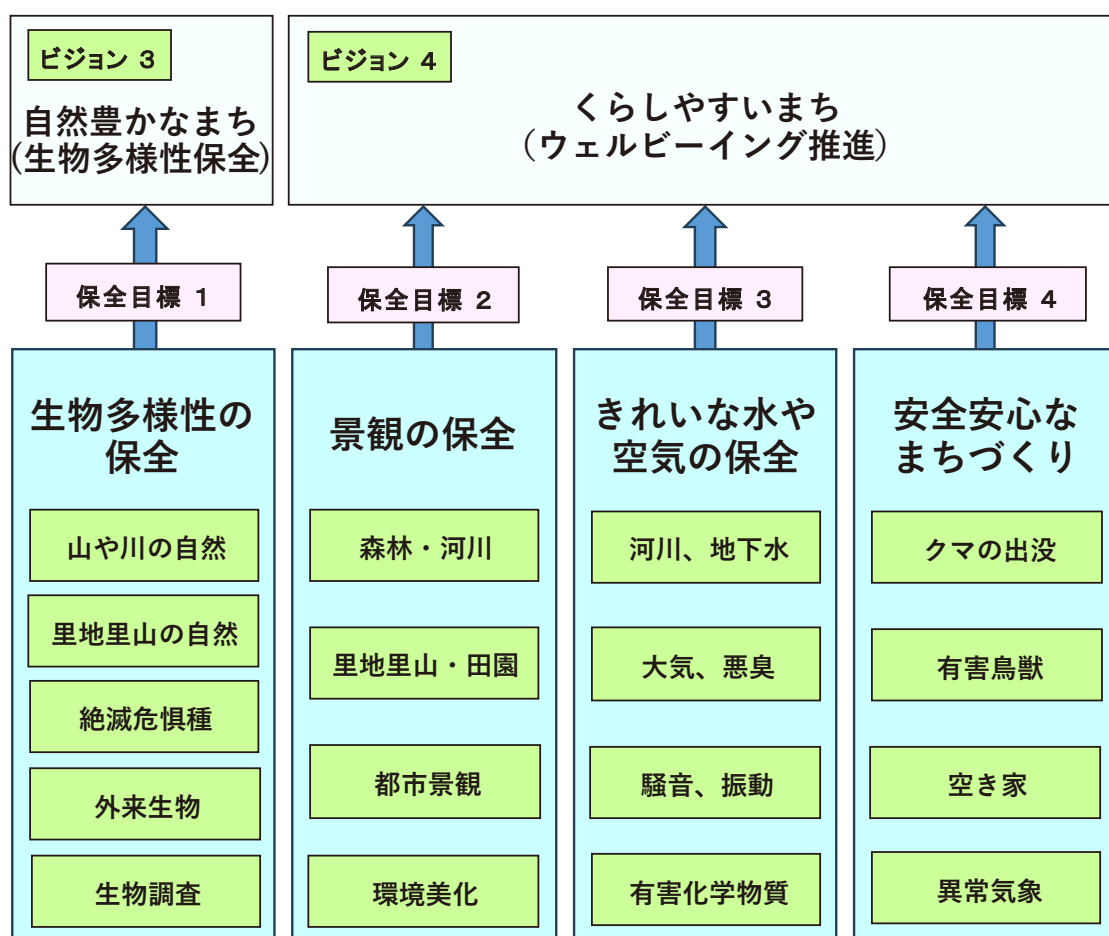 ビジョン 3
自然豊かなまち
(生物多様性保全)
ビジョン 4
くらしやすいまち
（ウェルビーイング推進）
保全目標 1
保全目標 2
保全目標 3
保全目標 4
生物多様性の
保全
山や川の自然
里地里山の自然
絶滅危惧種
外来生物
生物調査
景観の保全
森林・河川
里地里山・田園
都市景観
環境美化
きれいな水や
空気の保全
河川、地下水
大気、悪臭
騒音、振動
有害化学物質
安全安心な
まちづくり
クマの出没
有害鳥獣
空き家
異常気象